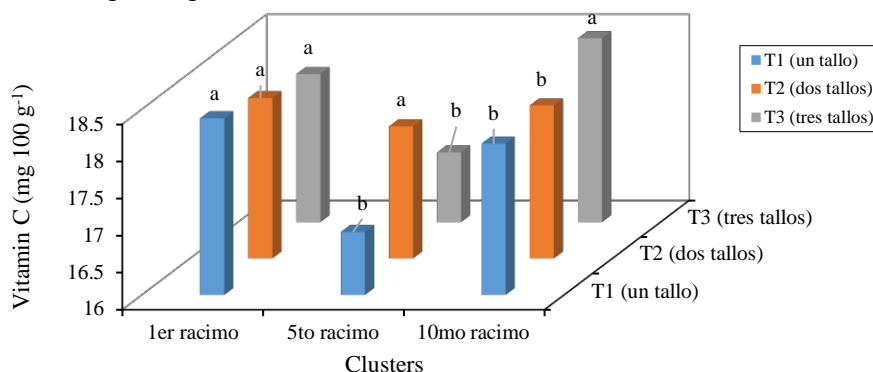 a
a
a
a
a
b
b
b
b
T1 (un tallo)
T2 (dos tallos)
T3 (tres tallos)
Vitamin C (mg 100 g⁻¹)
18.5
18
17.5
17
16.5
16
T3 (tres tallos)
T2 (dos tallos)
T1 (un tallo)
1er racimo
5to racimo
10mo racimo
Clusters